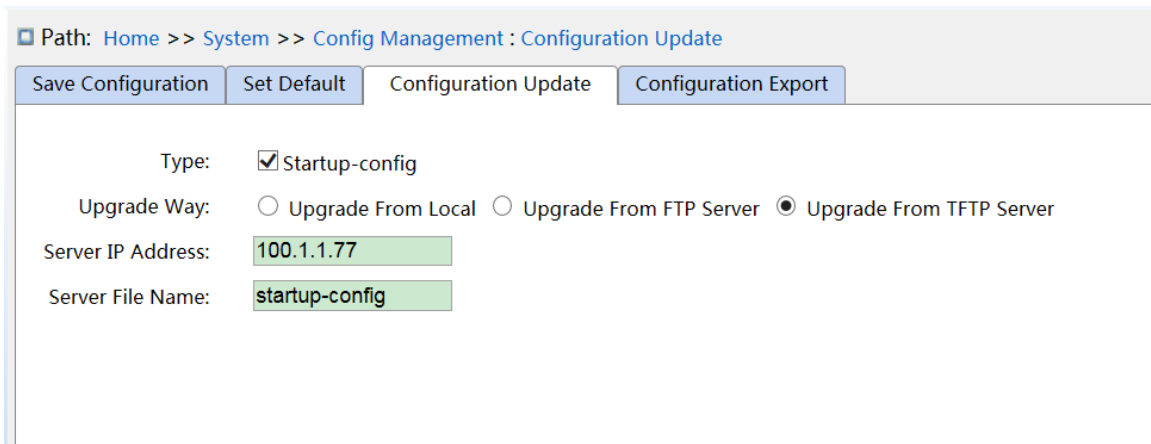 Path: Home >> System >> Config Management : Configuration Update
Save Configuration Set Default Configuration Update Configuration Export
Type: Startup-config
Upgrade Way: Upgrade From Local Upgrade From FTP Server Upgrade From TFTP Server
Server IP Address: 100.1.1.77
Server File Name: startup-config